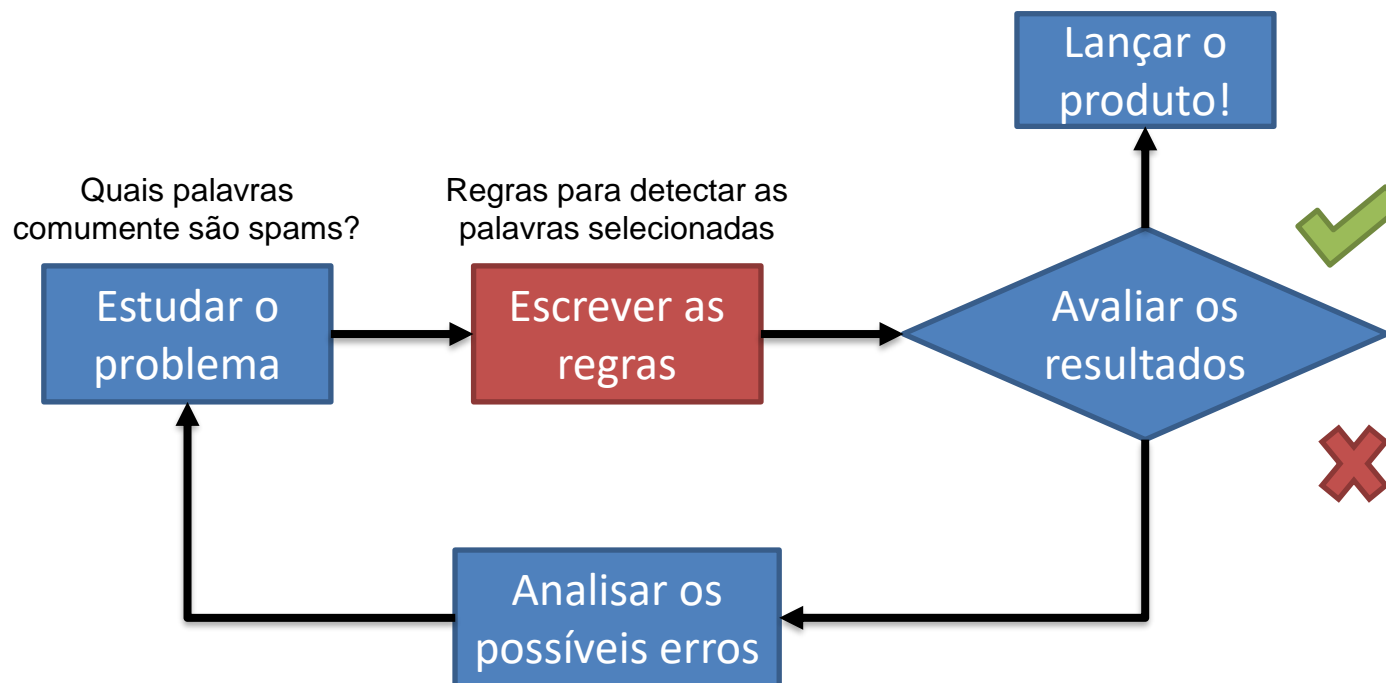 Lançar o
produto!
Quais palavras
comumente são spams?
Regras para detectar as
palavras selecionadas
Estudar o
problema
Escrever as
regras
Avaliar os
resultados
Analisar os
possíveis erros